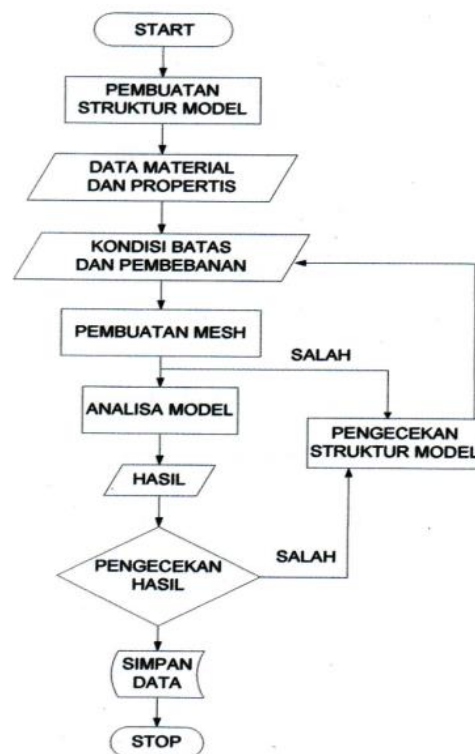 START
PEMBUATAN
STRUKTUR MODEL
DATA MATERIAL
DAN PROPERTIS
KONDISI BATAS
DAN PEMBEBANAN
PEMBUATAN MESH
SALAH
ANALISA MODEL
PENGECEKAN
STRUKTUR MODEL
HASIL
PENGECEKAN
HASIL
SALAH
SIMPAN
DATA
STOP